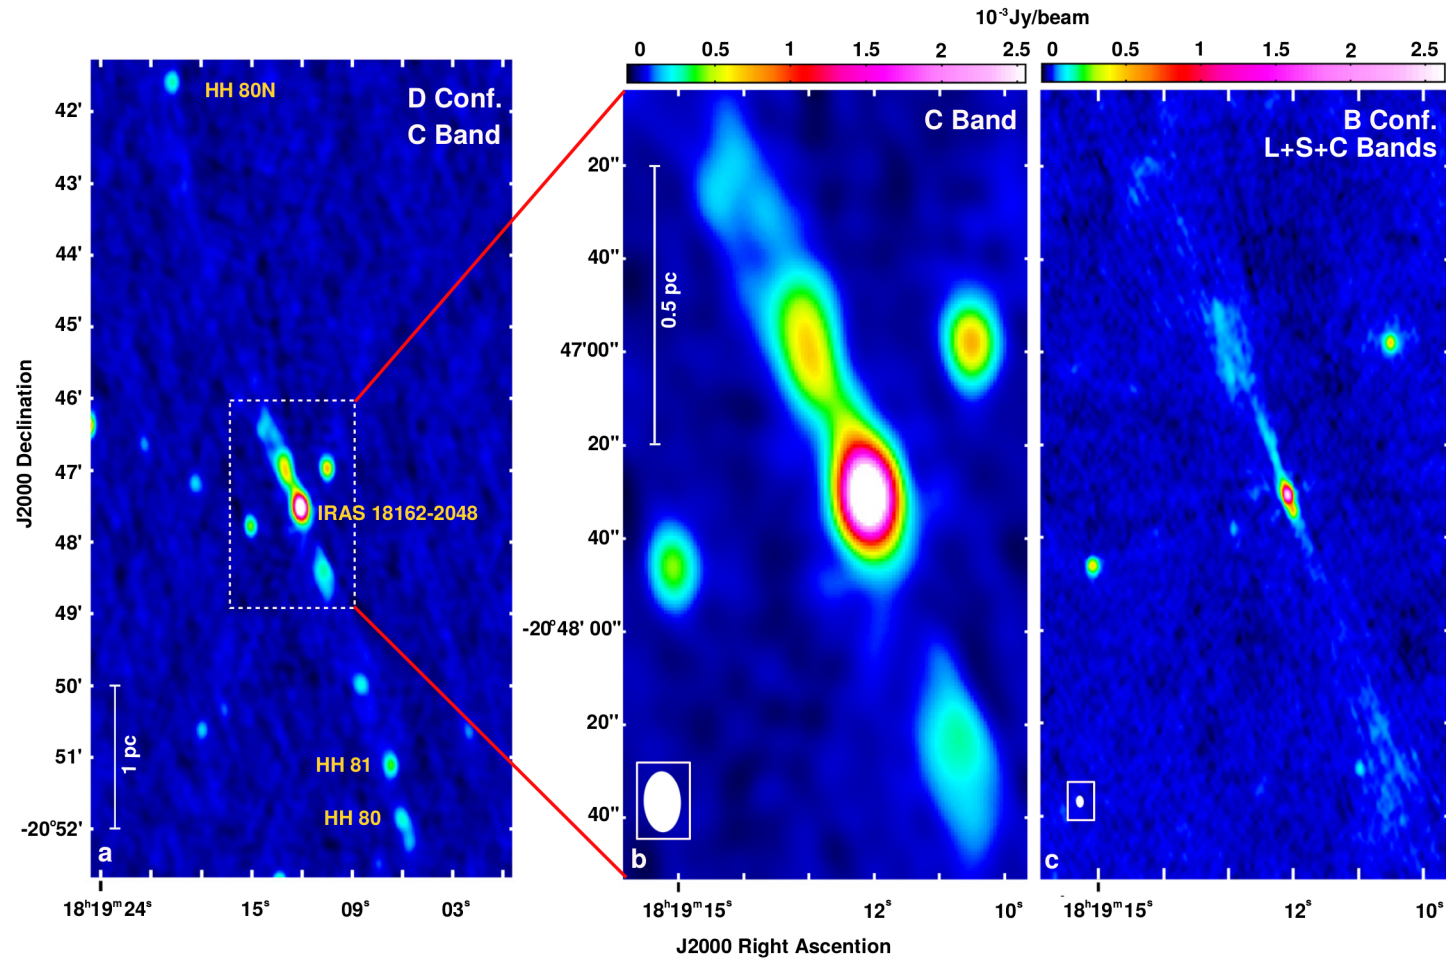 10⁻³Jy/beam
0 0.5 1 1.5 2 2.5
0 0.5 1 1.5 2 2.5
HH 80N
D Conf.
C Band
C Band
B Conf.
L+S+C Bands
42'
43'
44'
45'
46'
47'
48'
49'
50'
51'
-20°52'
J2000 Declination
IRAS 18162-2048
HH 81
HH 80
1 pc
a
20''
40''
47'00''
20''
40''
-20°48' 00''
20''
40''
0.5 pc
b
c
18ʰ19ᵐ24ˢ 15ˢ 09ˢ 03ˢ
18ʰ19ᵐ15ˢ 12ˢ 10ˢ
18ʰ19ᵐ15ˢ 12ˢ 10ˢ
J2000 Right Ascention